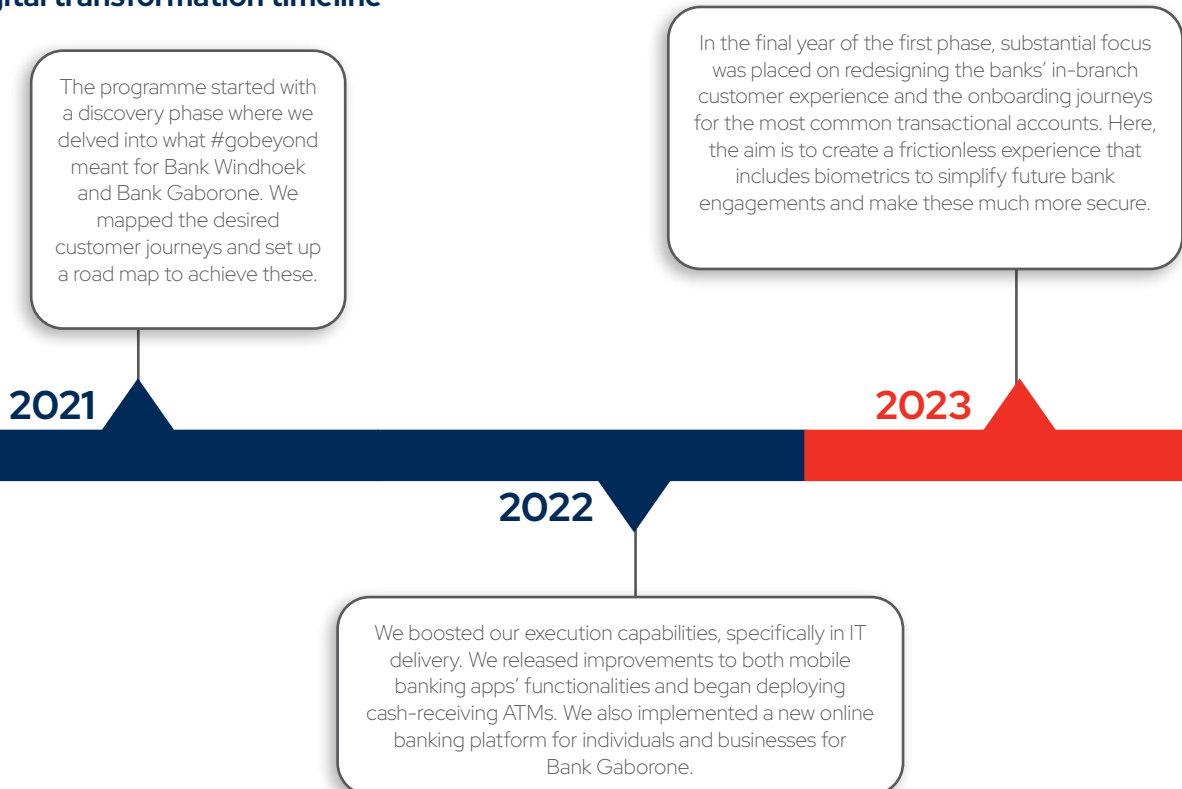 digital transformation timeline
The programme started with
a discovery phase where we
delved into what #gobeyond
meant for Bank Windhoek
and Bank Gaborone. We
mapped the desired
customer journeys and set up
a road map to achieve these.
In the final year of the first phase, substantial focus
was placed on redesigning the banks’ in-branch
customer experience and the onboarding journeys
for the most common transactional accounts. Here,
the aim is to create a frictionless experience that
includes biometrics to simplify future bank
engagements and make these much more secure.
2021
2023
2022
We boosted our execution capabilities, specifically in IT
delivery. We released improvements to both mobile
banking apps’ functionalities and began deploying
cash-receiving ATMs. We also implemented a new online
banking platform for individuals and businesses for
Bank Gaborone.